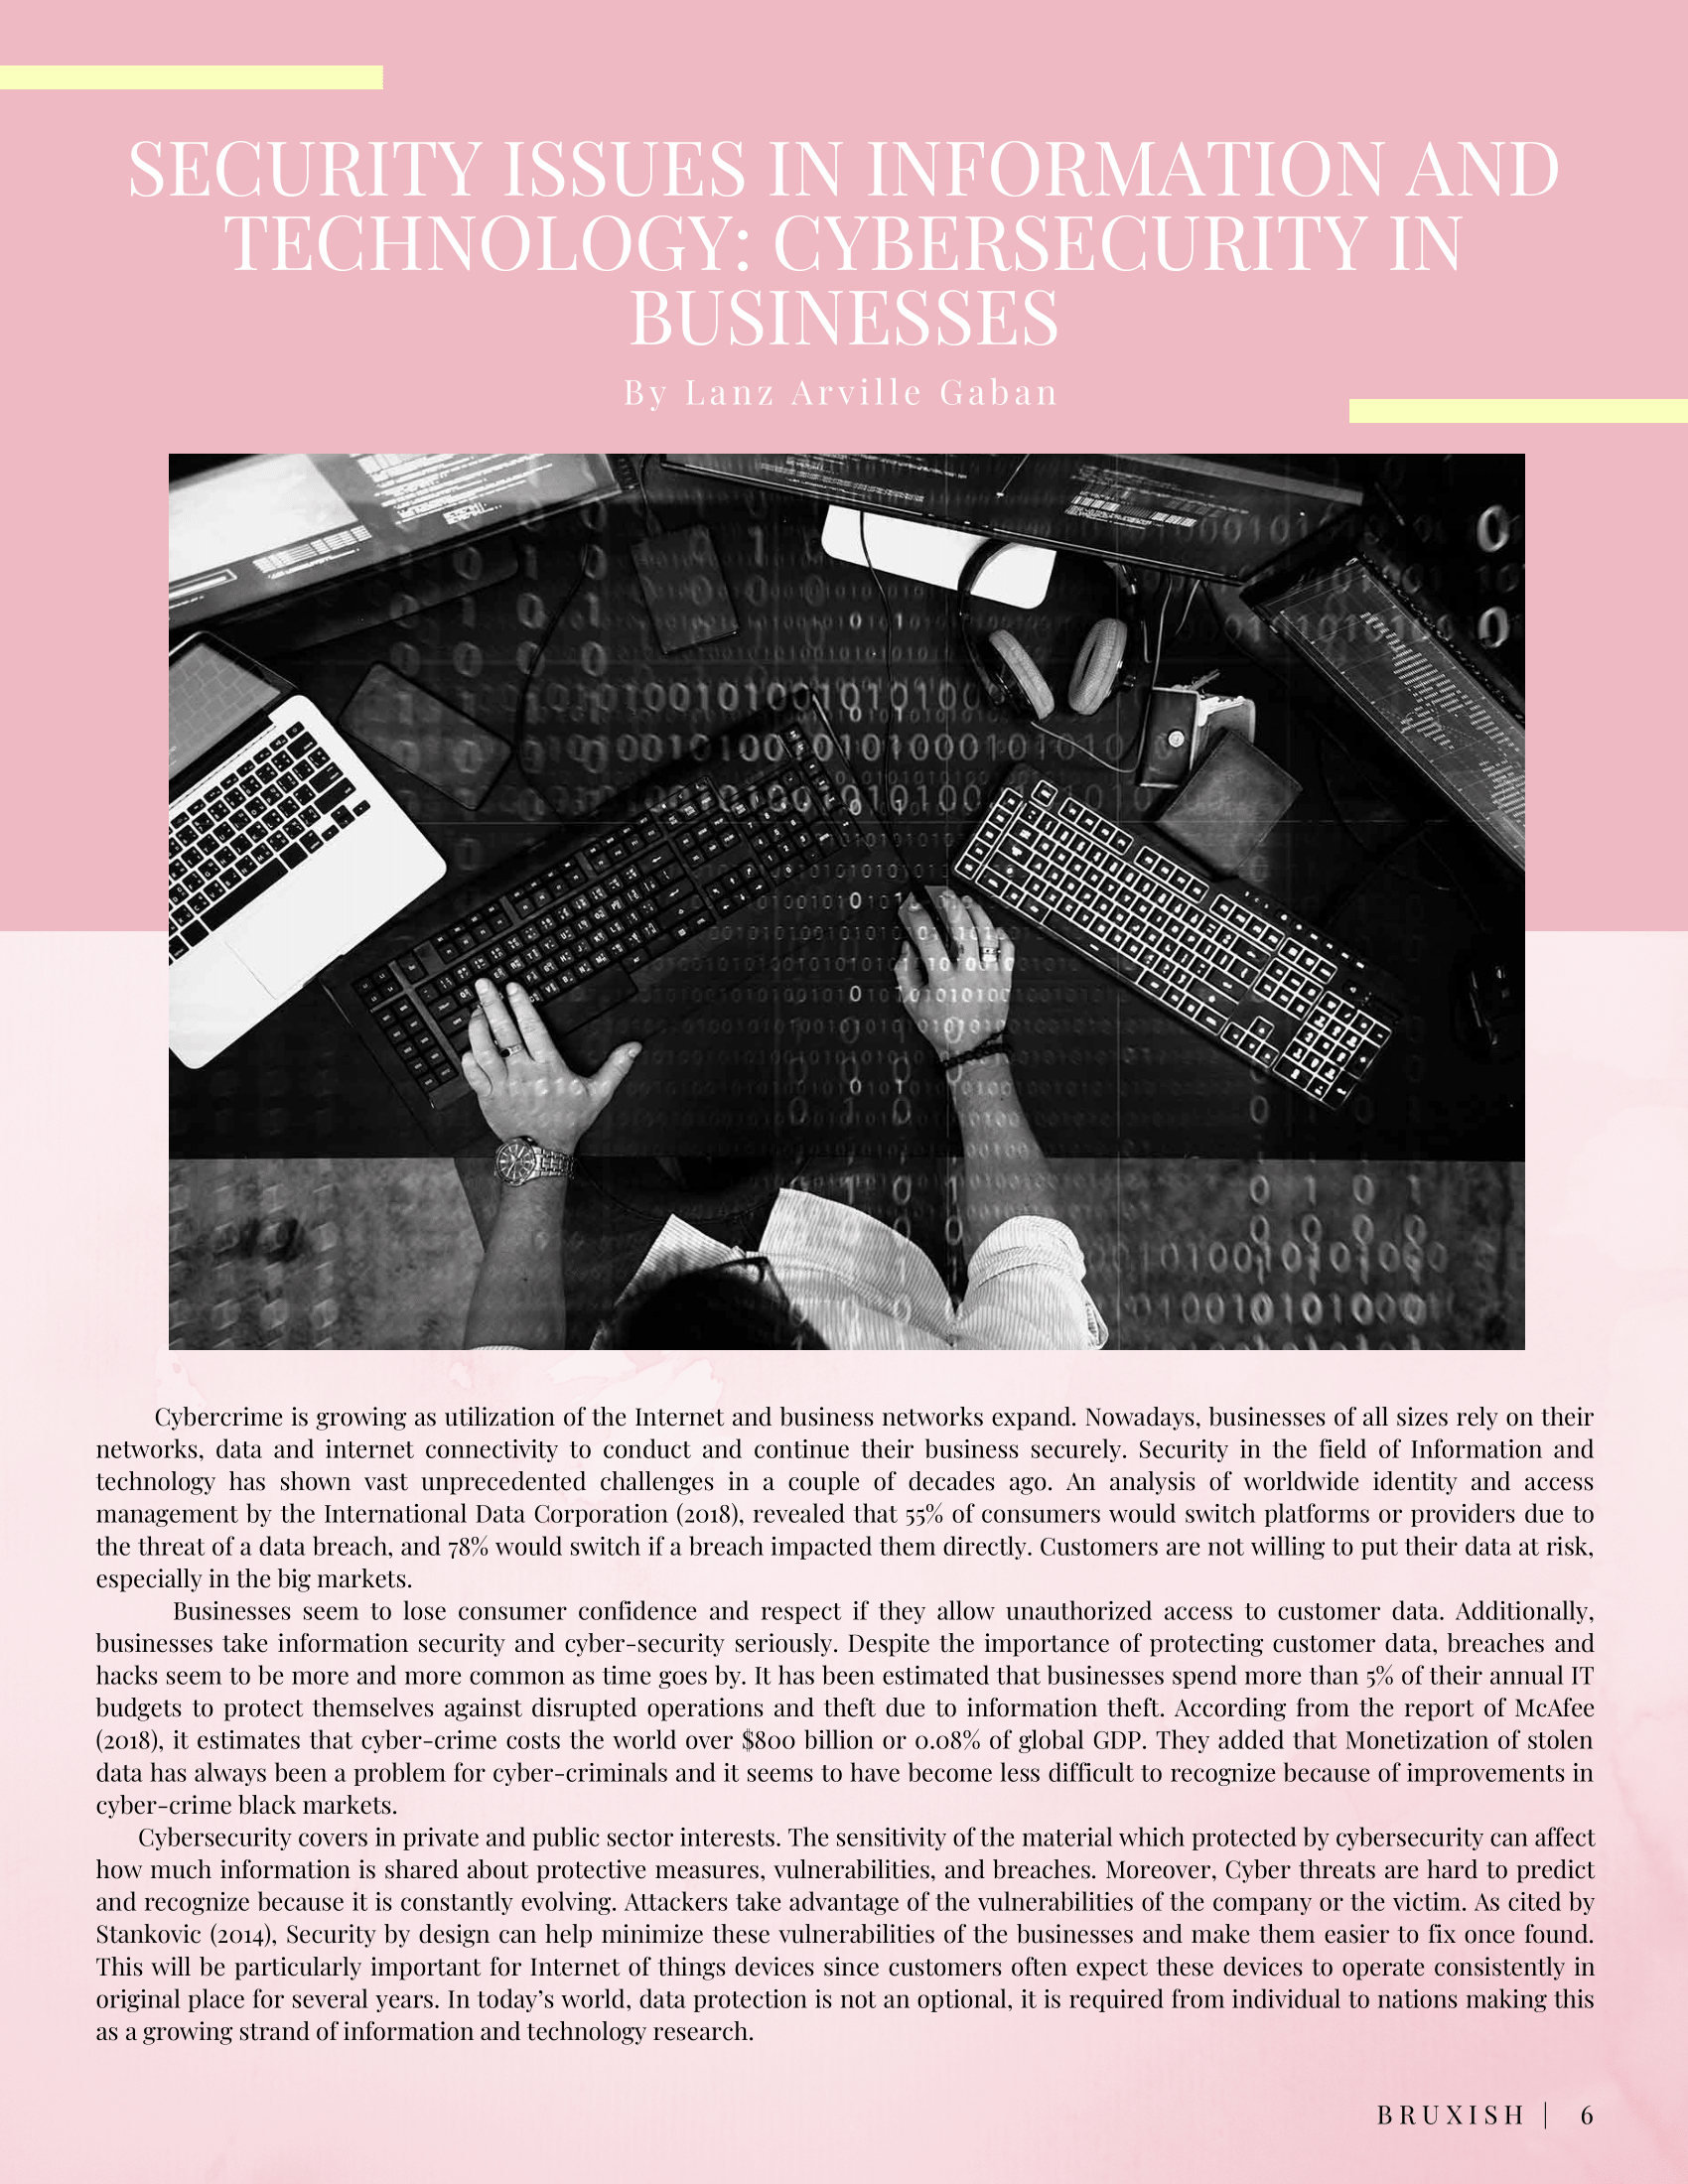 SECURITY ISSUES IN INFORMATION AND
TECHNOLOGY: CYBERSECURITY IN
BUSINESSES
By Lanz Arville Gaban
Cybercrime is growing as utilization of the Internet and business networks expand. Nowadays, businesses of all sizes rely on their
networks, data and internet connectivity to conduct and continue their business securely. Security in the field of Information and
technology has shown vast unprecedented challenges in a couple of decades ago. An analysis of worldwide identity and access
management by the International Data Corporation (2018), revealed that 55% of consumers would switch platforms or providers due to
the threat of a data breach, and 78% would switch if a breach impacted them directly. Customers are not willing to put their data at risk,
especially in the big markets.
Businesses seem to lose consumer confidence and respect if they allow unauthorized access to customer data. Additionally,
businesses take information security and cyber-security seriously. Despite the importance of protecting customer data, breaches and
hacks seem to be more and more common as time goes by. It has been estimated that businesses spend more than 5% of their annual IT
budgets to protect themselves against disrupted operations and theft due to information theft. According from the report of McAfee
(2018), it estimates that cyber-crime costs the world over $800 billion or 0.08% of global GDP. They added that Monetization of stolen
data has always been a problem for cyber-criminals and it seems to have become less difficult to recognize because of improvements in
cyber-crime black markets.
Cybersecurity covers in private and public sector interests. The sensitivity of the material which protected by cybersecurity can affect
how much information is shared about protective measures, vulnerabilities, and breaches. Moreover, Cyber threats are hard to predict
and recognize because it is constantly evolving. Attackers take advantage of the vulnerabilities of the company or the victim. As cited by
Stankovic (2014), Security by design can help minimize these vulnerabilities of the businesses and make them easier to fix once found.
This will be particularly important for Internet of things devices since customers often expect these devices to operate consistently in
original place for several years. In today's world, data protection is not an optional, it is required from individual to nations making this
as a growing strand of information and technology research.
BRUXISH | 6